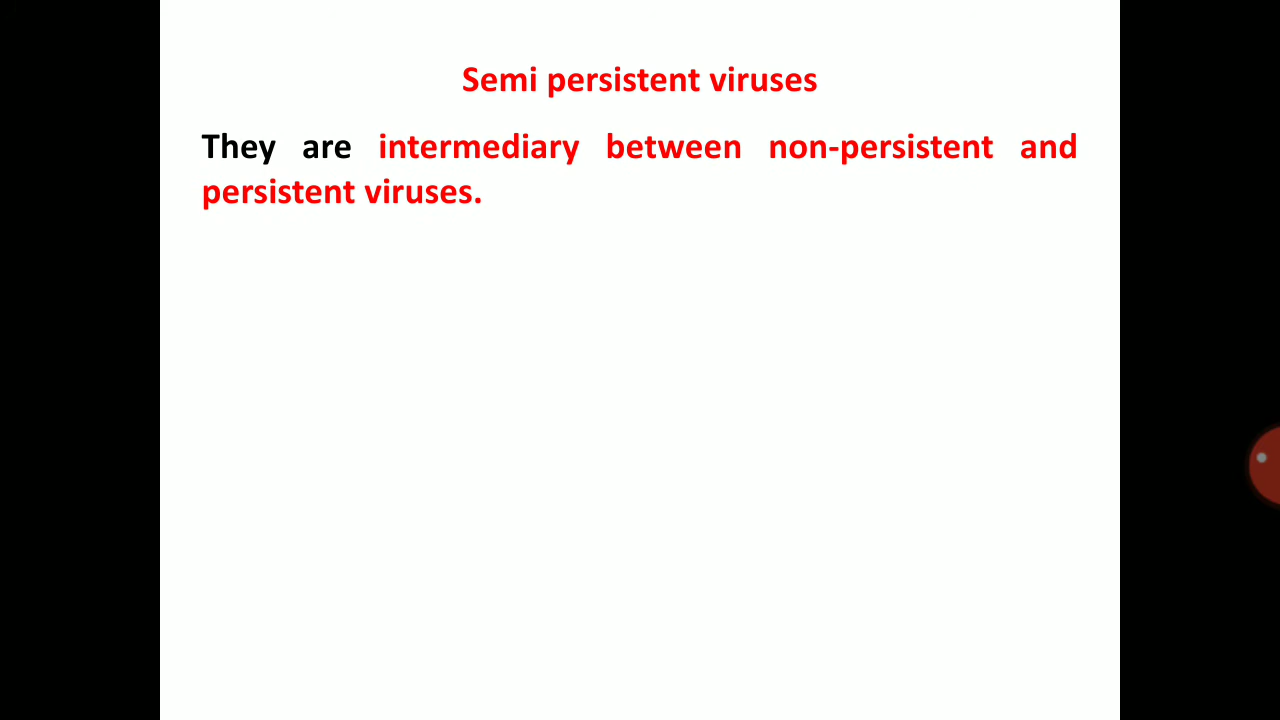 Semi persistent viruses
They are intermediary between non-persistent and
persistent viruses.